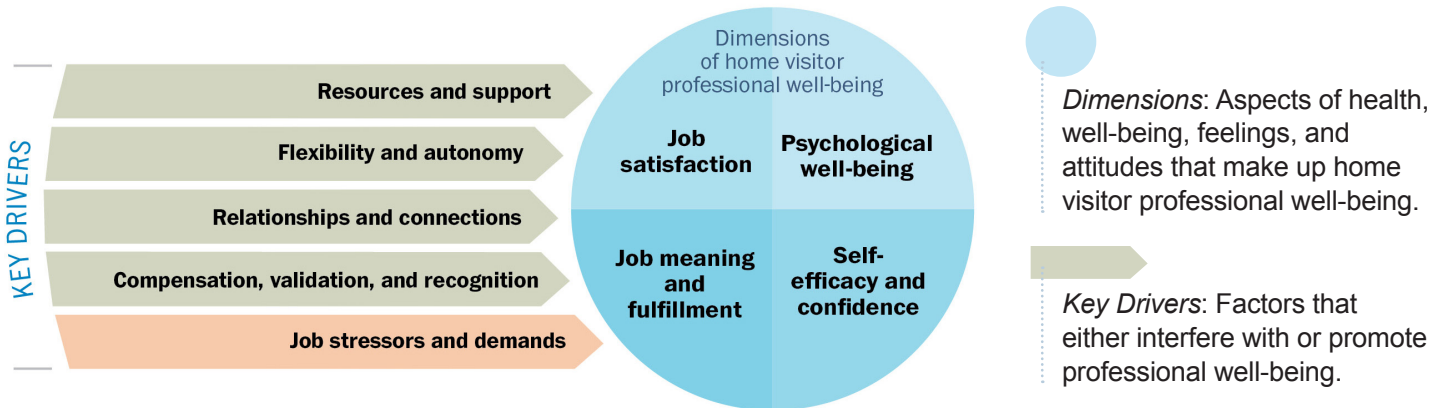 KEY DRIVERS
Resources and support
Flexibility and autonomy
Relationships and connections
Compensation, validation, and recognition
Job stressors and demands
Dimensions
of home visitor
professional well-being
Job
satisfaction
Psychological
well-being
Job meaning
and
fulfillment
Self-
efficacy and
confidence
Dimensions: Aspects of health,
well-being, feelings, and
attitudes that make up home
visitor professional well-being.
Key Drivers: Factors that
either interfere with or promote
professional well-being.